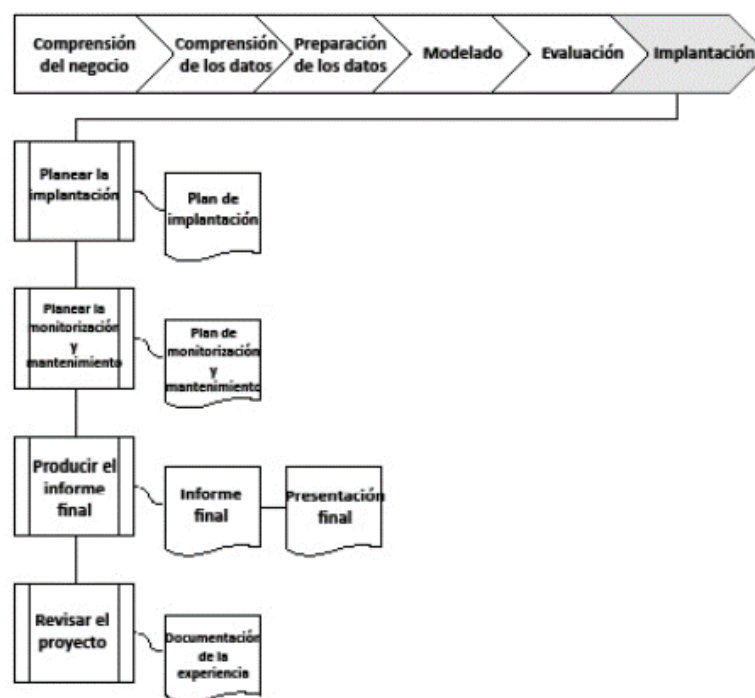 Comprensión
del negocio
Comprensión
de los datos
Preparación
de los datos
Modelado
Evaluación
Implantación
Planear la
implantación
Plan de
implantación
Planear la
monitorización
y
mantenimiento
Plan de
monitorización
y
mantenimiento
Producir el
informe
final
Informe
final
Presentación
final
Revisar el
proyecto
Documentación
de la
experiencia